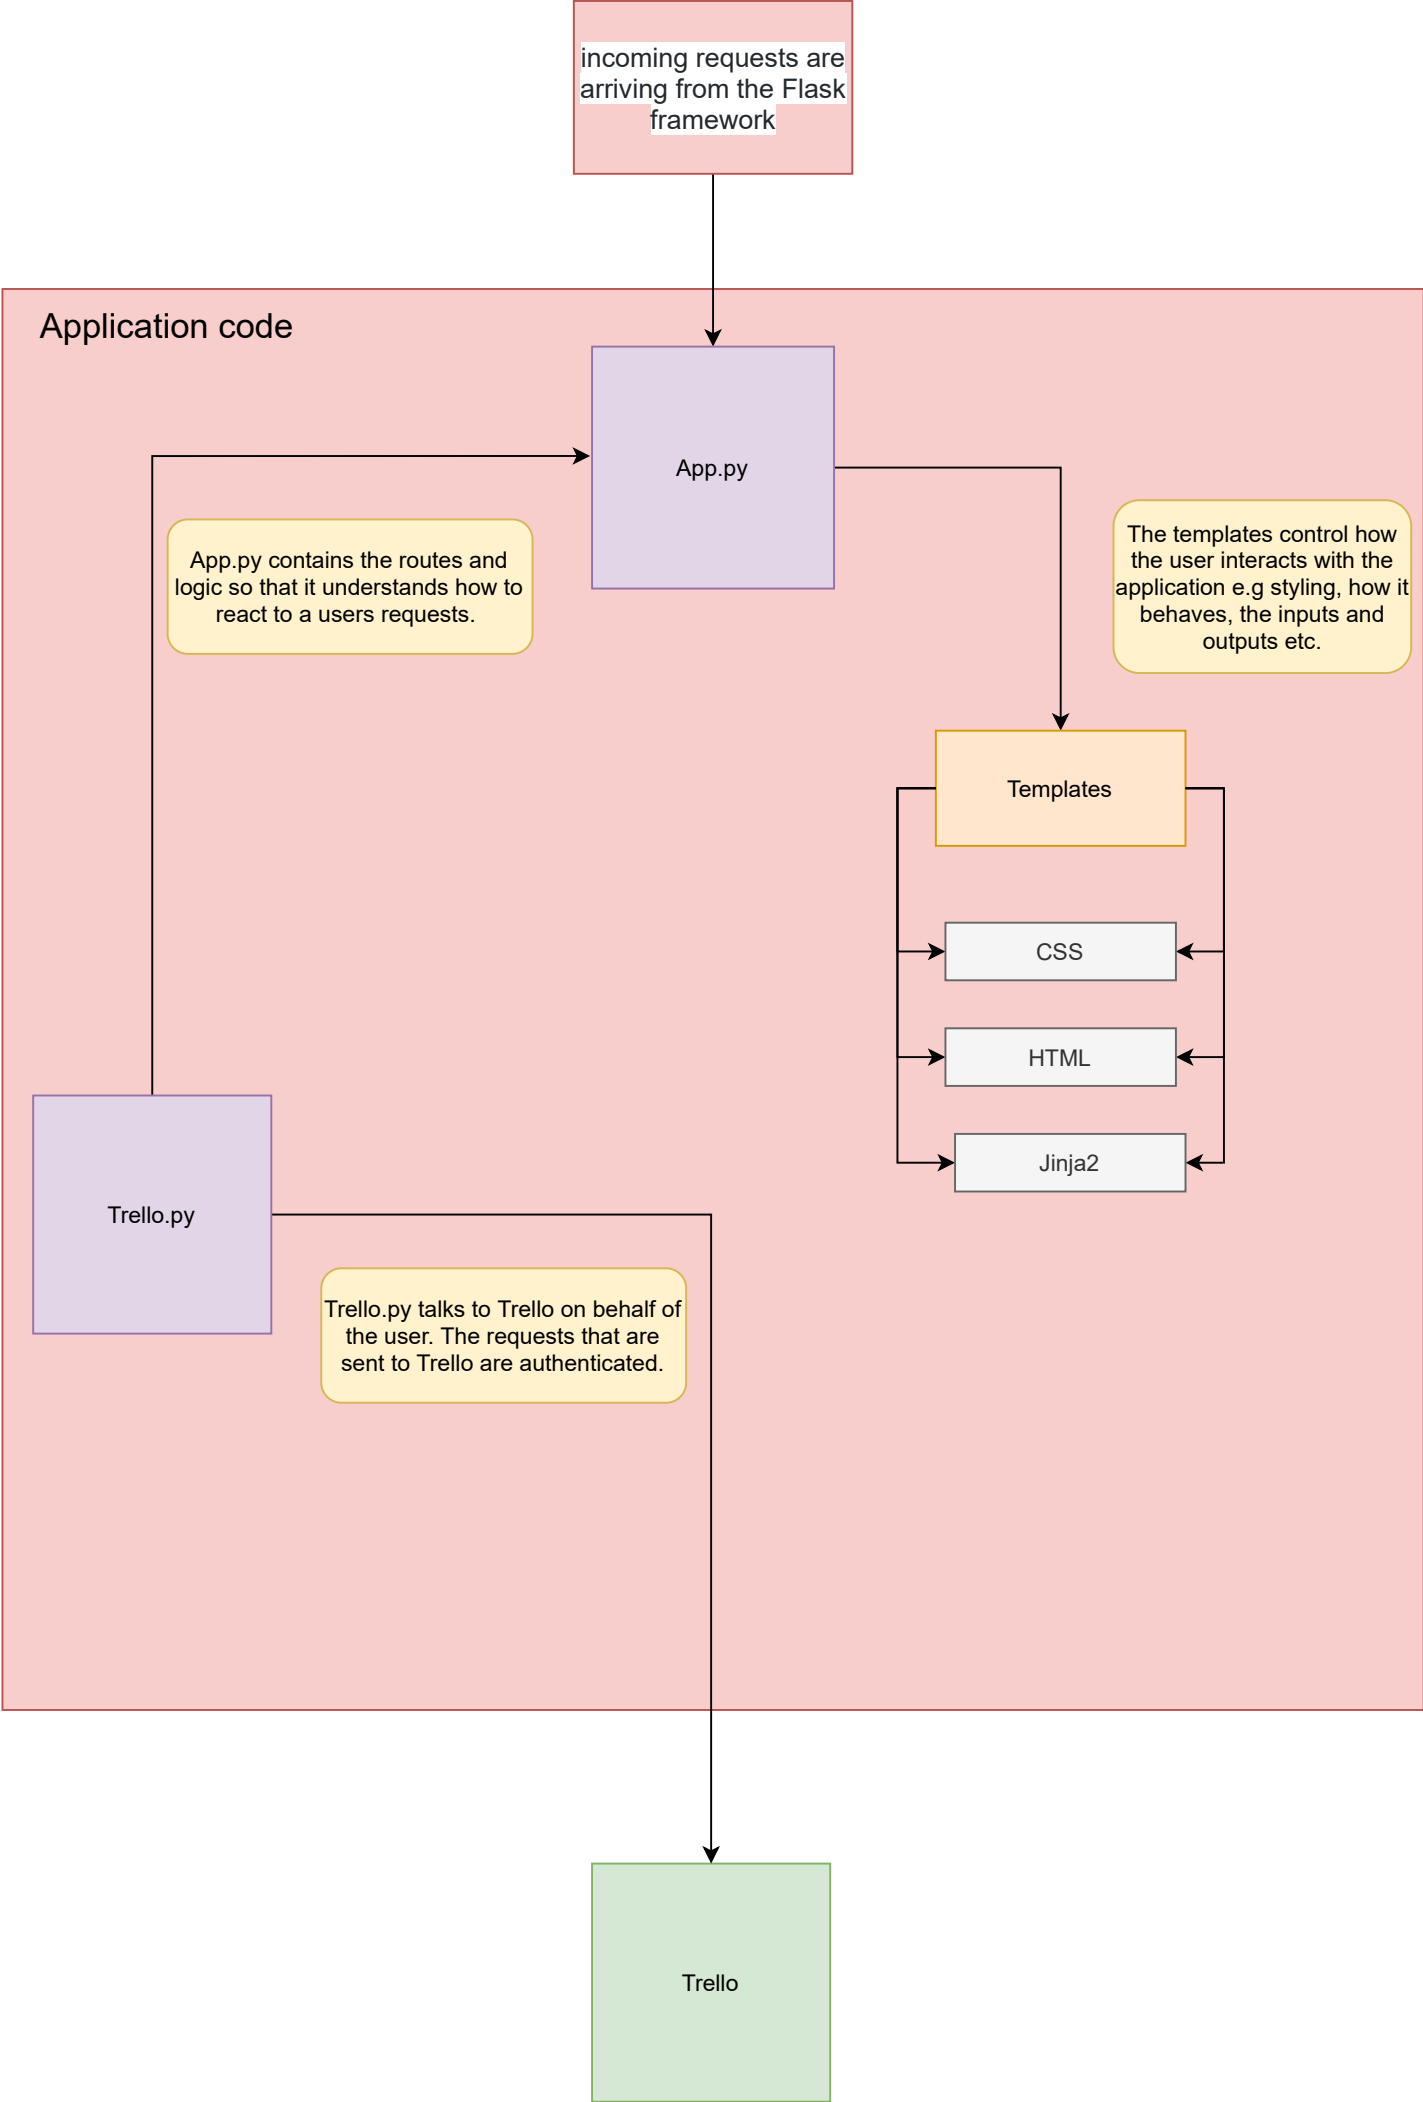 incoming requests are
arriving from the Flask
framework
Application code
App.py
App.py contains the routes and
logic so that it understands how to
react to a users requests.
The templates control how
the user interacts with the
application e.g styling, how it
behaves, the inputs and
outputs etc.
Templates
CSS
HTML
Jinja2
Trello.py
Trello.py talks to Trello on behalf of
the user. The requests that are
sent to Trello are authenticated.
Trello